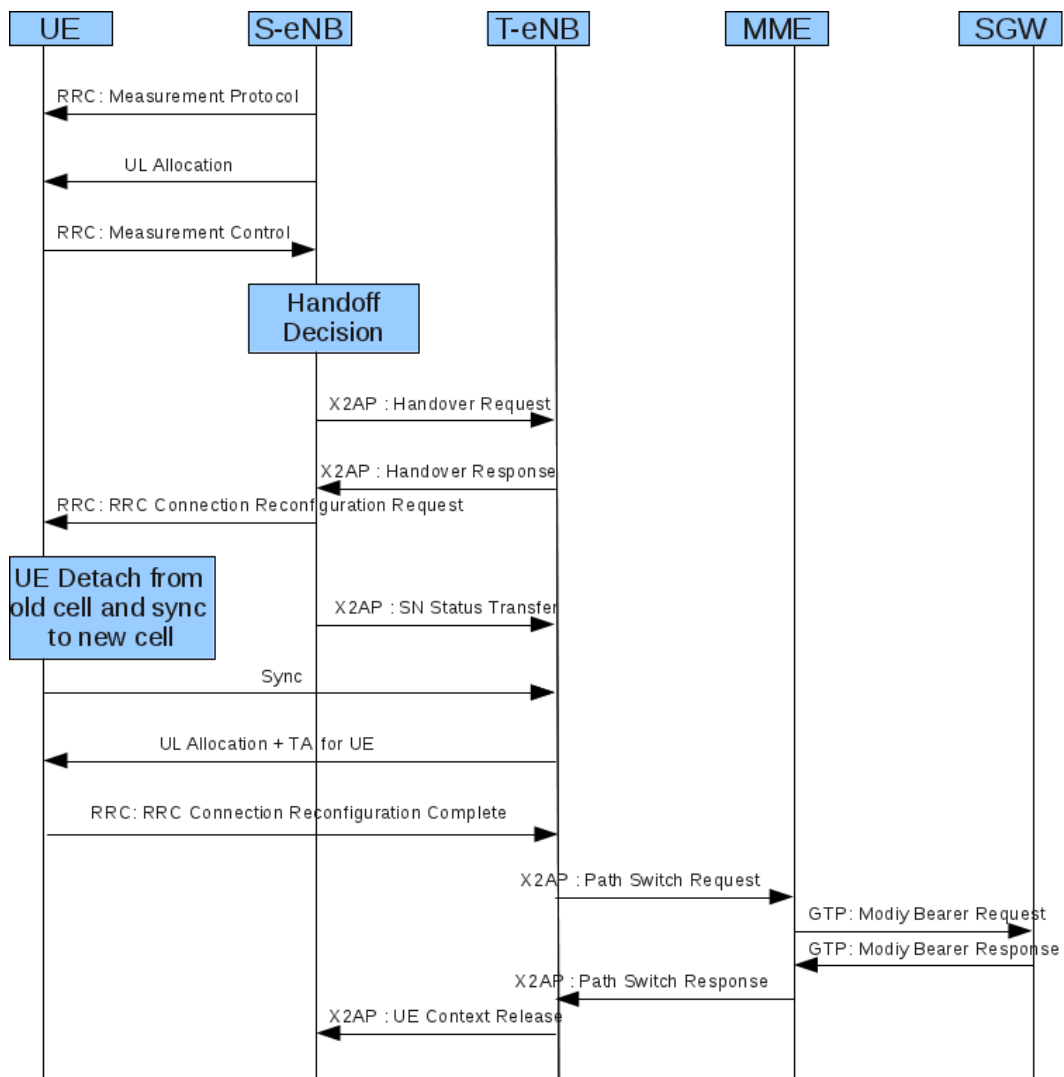 UE
S-eNB
T-eNB
MME
SGW
RRC: Measurement Protocol
UL Allocation
RRC: Measurement Control
Handoff
Decision
X2AP : Handover Request
X2AP : Handover Response
RRC: RRC Connection Reconfiguration Request
UE Detach from
old cell and sync
to new cell
X2AP : SN Status Transfer
Sync
UL Allocation + TA for UE
RRC: RRC Connection Reconfiguration Complete
X2AP : Path Switch Request
GTP: Modiy Bearer Request
GTP: Modiy Bearer Response
X2AP : Path Switch Response
X2AP : UE Context Release